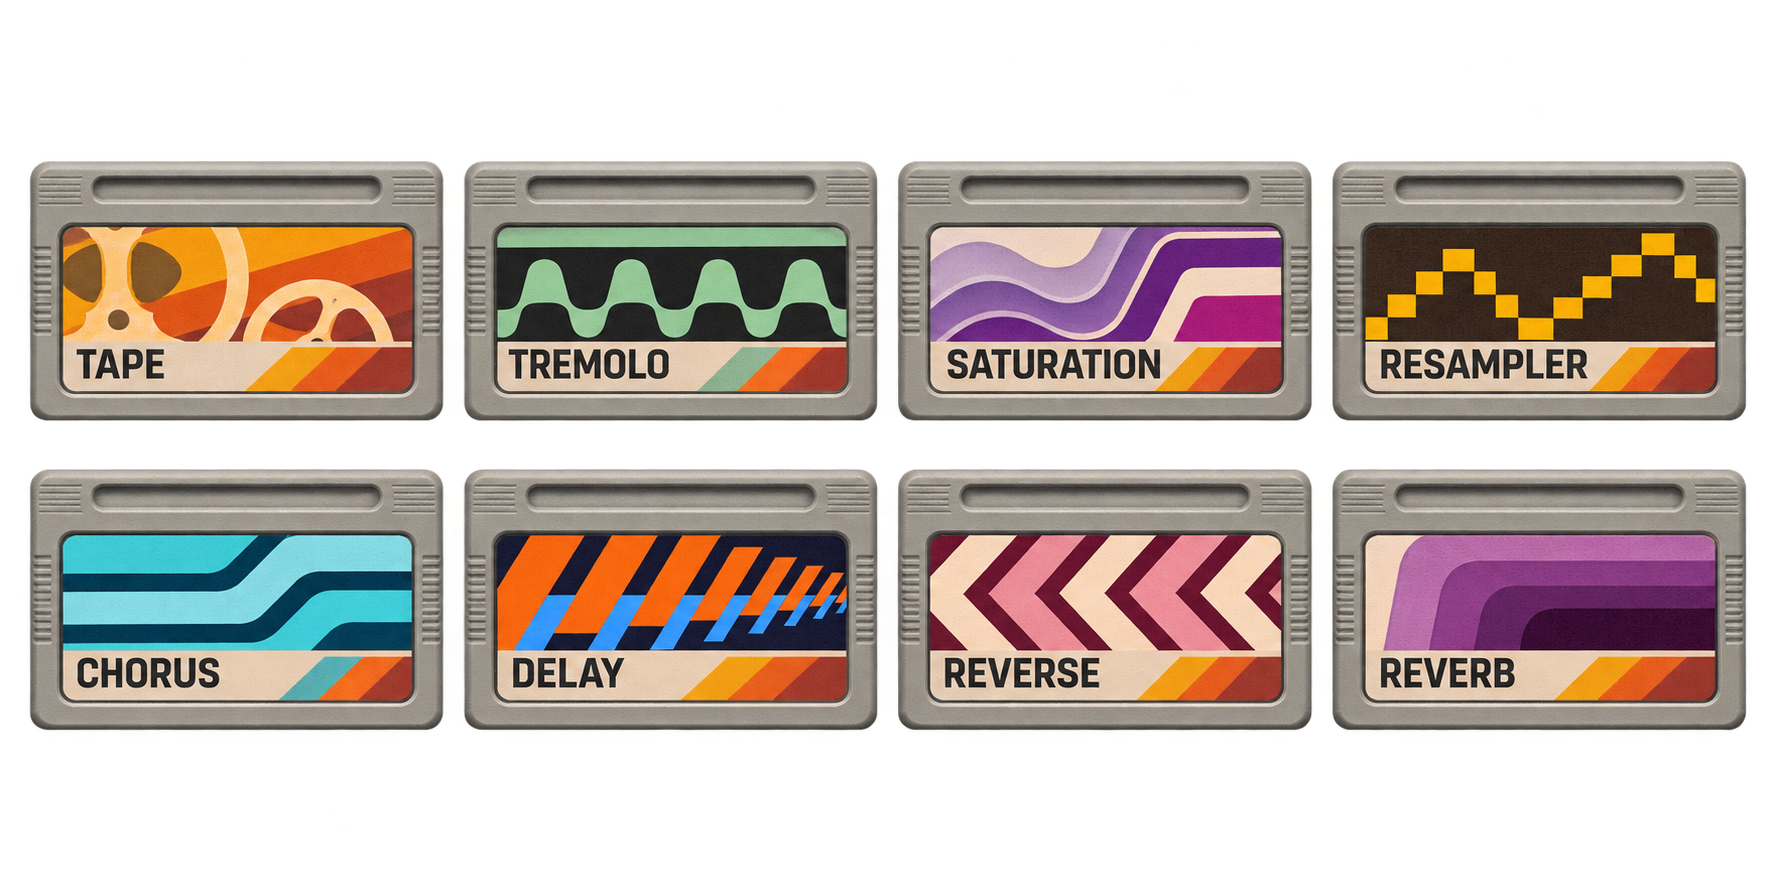 TAPE
TREMOLO
SATURATION
RESAMPLER
CHORUS
DELAY
REVERSE
REVERB